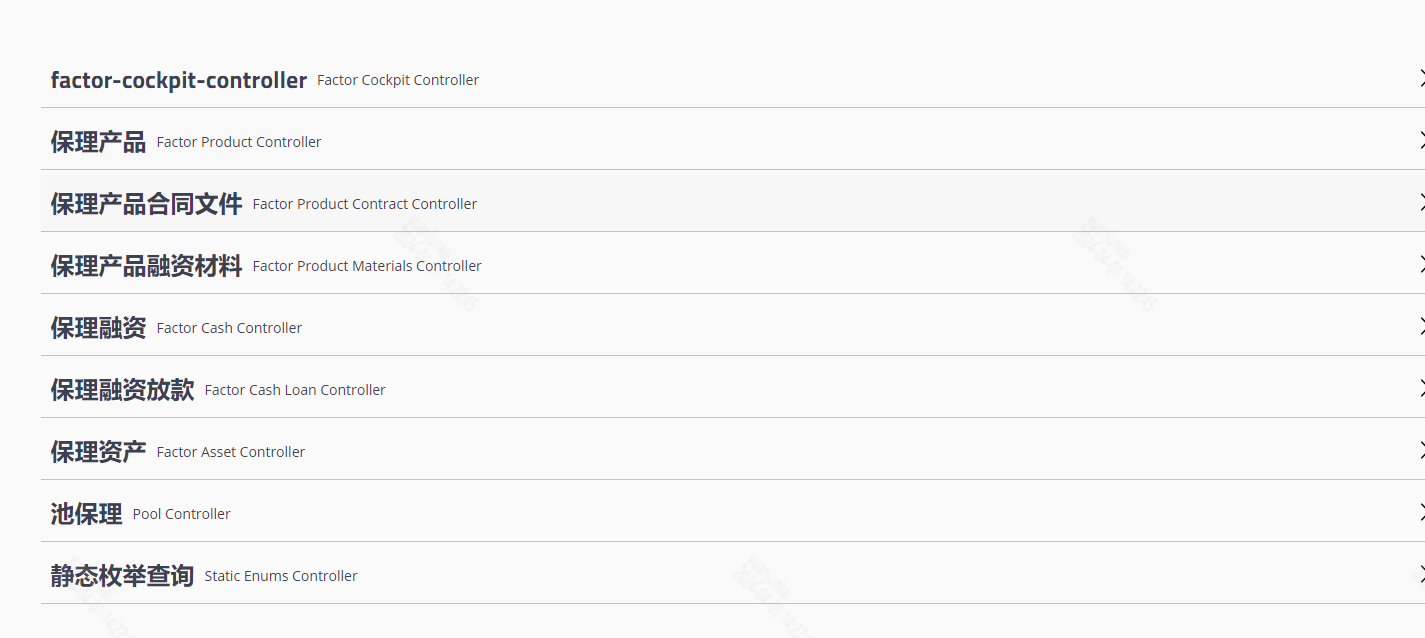 factor-cockpit-controller Factor Cockpit Controller
保理产品 Factor Product Controller
保理产品合同文件 Factor Product Contract Controller
保理产品融资材料 Factor Product Materials Controller
保理融资 Factor Cash Controller
保理融资放款 Factor Cash Loan Controller
保理资产 Factor Asset Controller
池保理 Pool Controller
静态枚举查询 Static Enums Controller